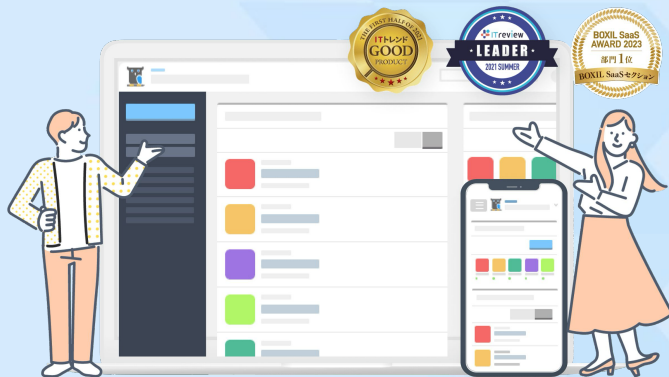 THE FIRST HALF OF 2021
ITトレンド
GOOD
PRODUCT
ITreview
LEADER
2021 SUMMER
BOXIL SaaS
AWARD 2023
部門1位
BOXIL SaaSセクション